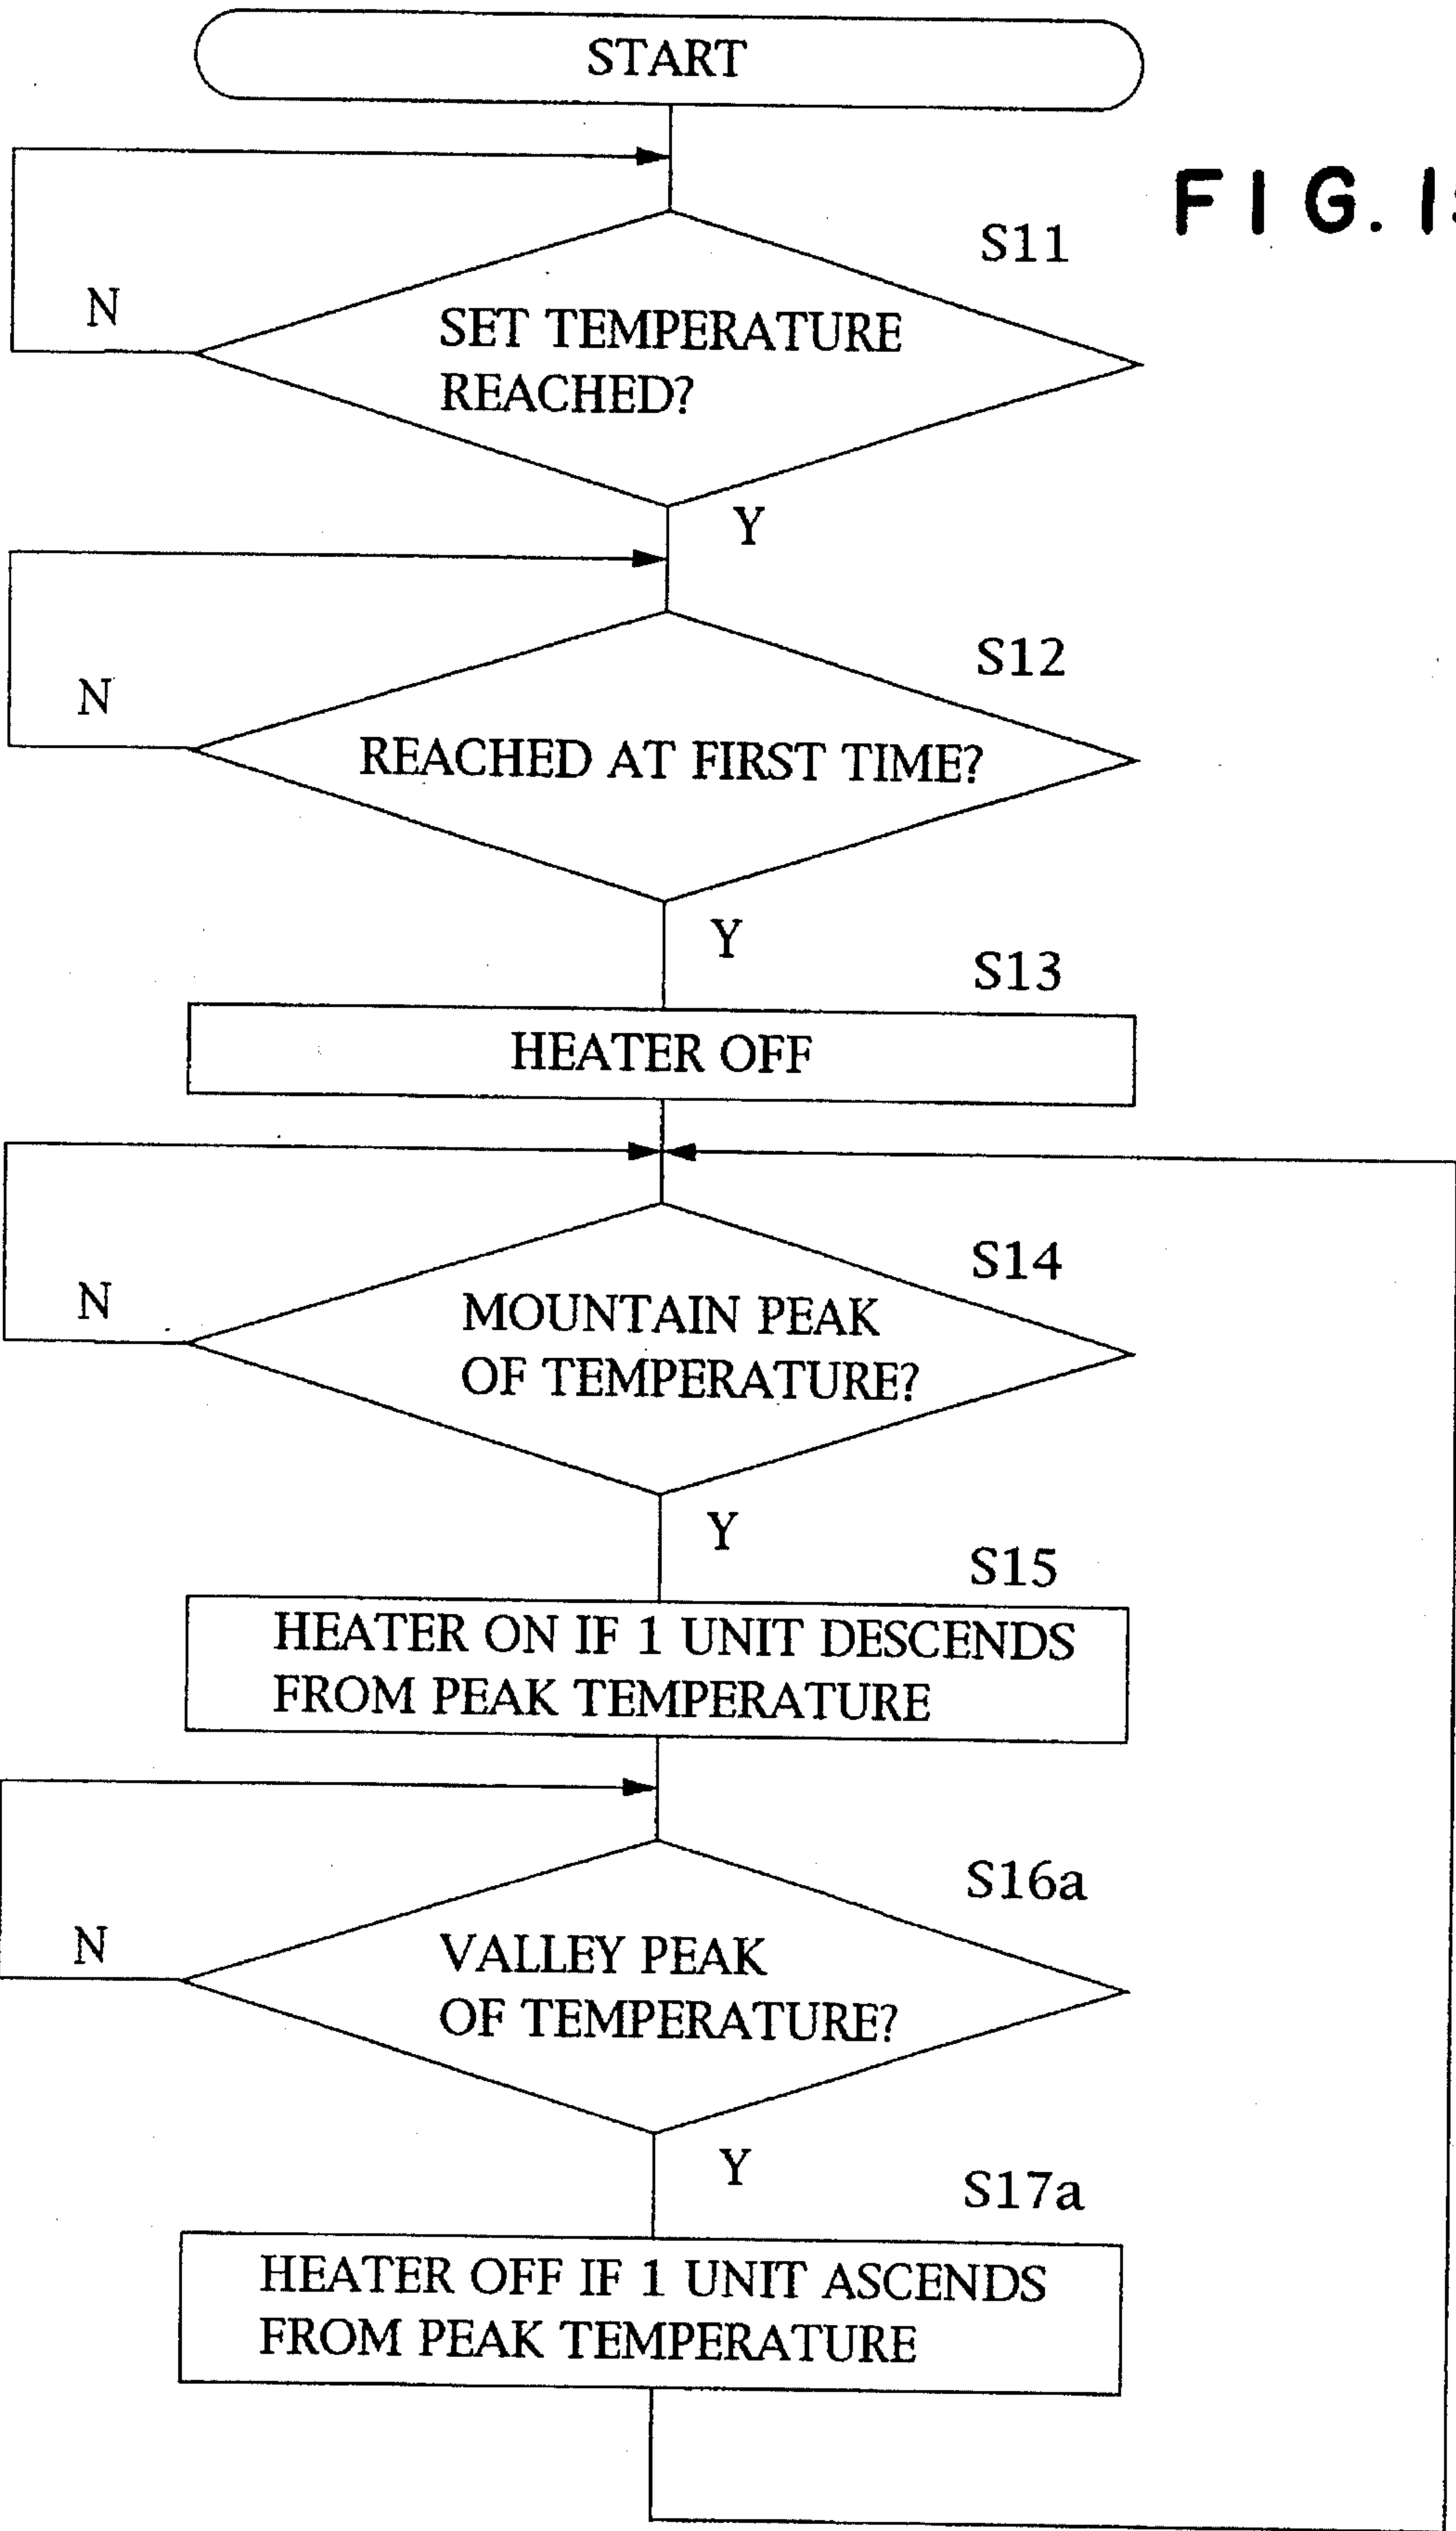 START
FIG. 1
S11
N
SET TEMPERATURE
REACHED?
Y
S12
N
REACHED AT FIRST TIME?
Y
S13
HEATER OFF
S14
N
MOUNTAIN PEAK
OF TEMPERATURE?
Y
S15
HEATER ON IF 1 UNIT DESCENDS
FROM PEAK TEMPERATURE
S16a
N
VALLEY PEAK
OF TEMPERATURE?
Y
S17a
HEATER OFF IF 1 UNIT ASCENDS
FROM PEAK TEMPERATURE